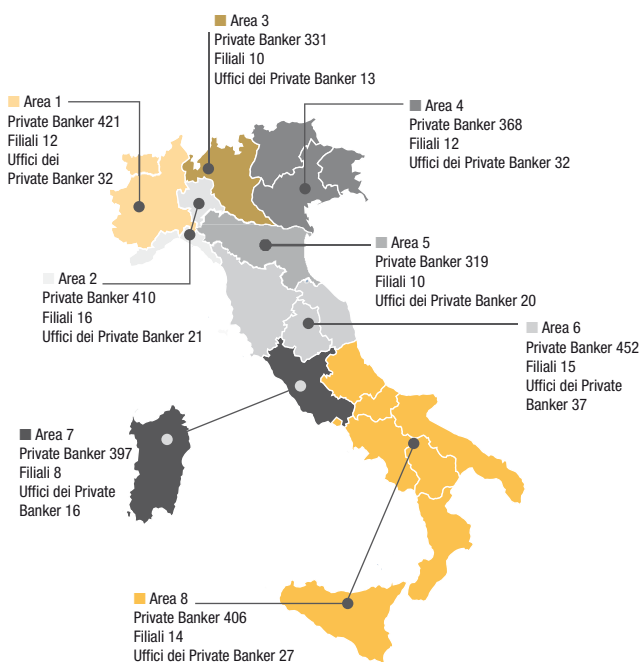 Area 3
Private Banker 331
Filiali 10
Uffici dei Private Banker 13
Area 1
Private Banker 421
Filiali 12
Uffici dei
Private Banker 32
Area 4
Private Banker 368
Filiali 12
Uffici dei Private Banker 32
Area 5
Private Banker 319
Filiali 10
Uffici dei Private Banker 20
Area 2
Private Banker 410
Filiali 16
Uffici dei Private Banker 21
Area 6
Private Banker 452
Filiali 15
Uffici dei Private
Banker 37
Area 7
Private Banker 397
Filiali 8
Uffici dei Private
Banker 16
Area 8
Private Banker 406
Filiali 14
Uffici dei Private Banker 27